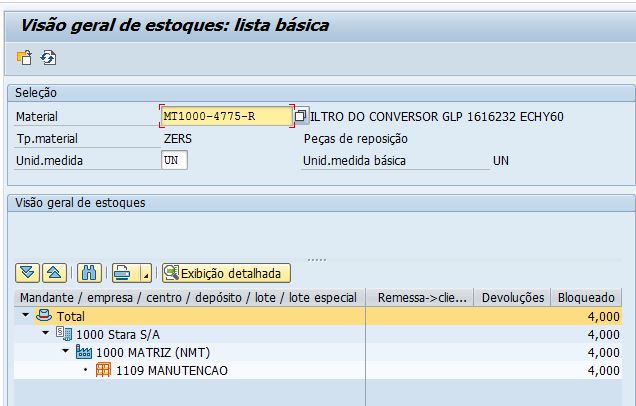 Visão geral de estoques: lista básica
Seleção
Material MT1000-4775-R ILTRO DO CONVERSOR GLP 1616232 ECHY60
Tp.material ZERS Peças de reposição
Unid.medida UN Unid.medida básica UN
Visão geral de estoques
Exibição detalhada
Mandante / empresa / centro / depósito / lote / lote especial Remessa->clie... Devoluções Bloqueado
Total 4,000
1000 Stara S/A 4,000
1000 MATRIZ (NMT) 4,000
1109 MANUTENCAO 4,000